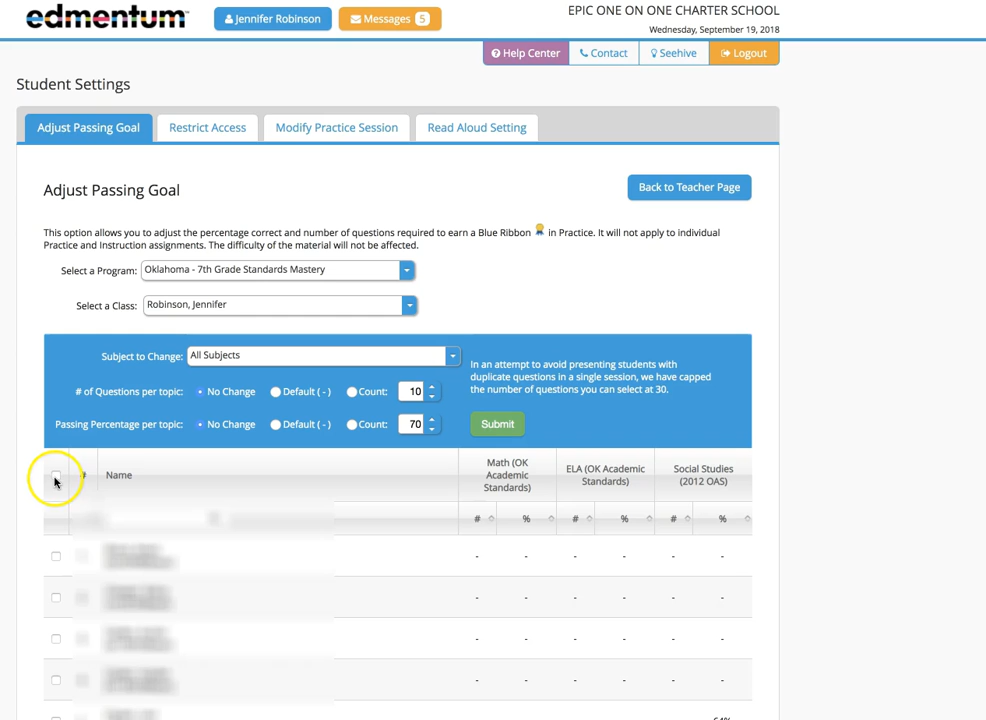 edmentum™
Jennifer Robinson
Messages 5
EPIC ONE ON ONE CHARTER SCHOOL
Wednesday, September 19, 2018
Help Center
Contact
Seehive
Logout
Student Settings
Adjust Passing Goal
Restrict Access
Modify Practice Session
Read Aloud Setting
Adjust Passing Goal
Back to Teacher Page
This option allows you to adjust the percentage correct and number of questions required to earn a Blue Ribbon in Practice. It will not apply to individual
Practice and Instruction assignments. The difficulty of the material will not be affected.
Select a Program: Oklahoma - 7th Grade Standards Mastery
Select a Class: Robinson, Jennifer
Subject to Change: All Subjects
In an attempt to avoid presenting students with
duplicate questions in a single session, we have capped
the number of questions you can select at 30.
# of Questions per topic: No Change Default ( - ) Count: 10
Passing Percentage per topic: No Change Default ( - ) Count: 70
Submit
# Name
Math (OK
Academic
Standards)
ELA (OK Academic
Standards)
Social Studies
(2012 OAS)
# % # % # %
- - - - - -
- - - - - -
- - - - - -
- - - - - -